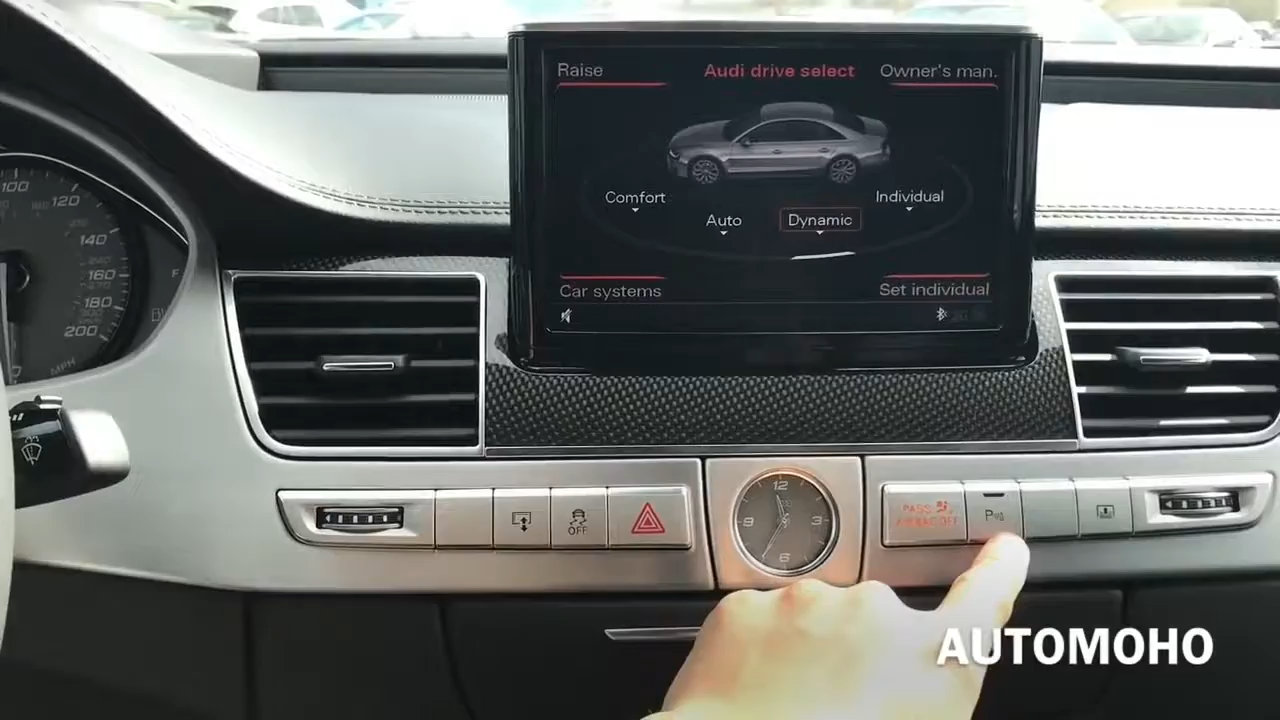 Raise
Audi drive select
Owner's man.
Comfort
Individual
Auto
Dynamic
Car systems
Set individual
100
120
140
160
180
200
MPH
F
12
3
6
9
OFF
PASS
AIRBAG OFF
P
AUTOMOHO